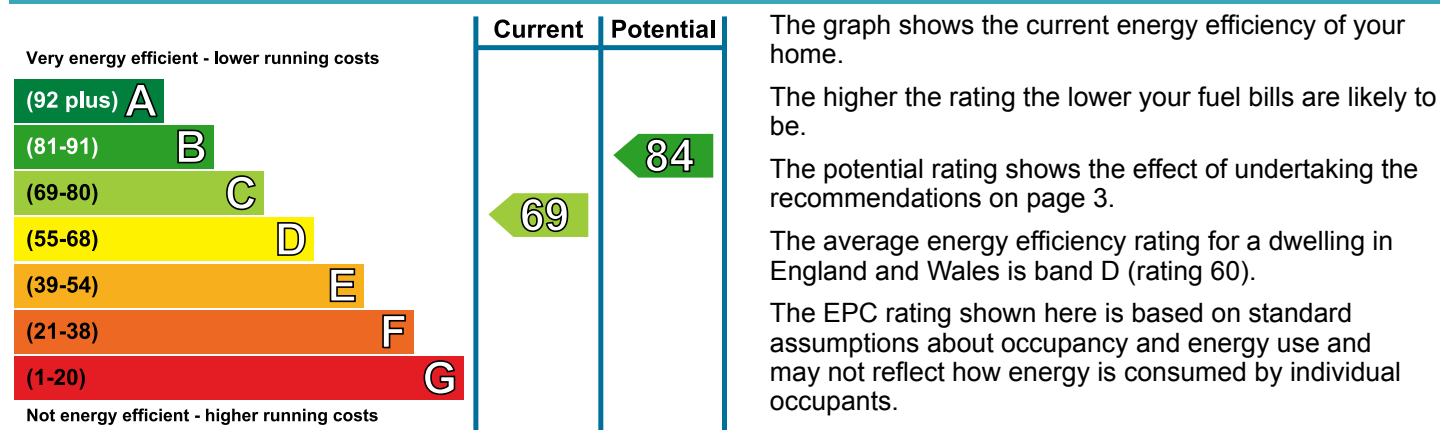 Current Potential
Very energy efficient - lower running costs
(92 plus) A
(81-91) B
84
(69-80) C
69
(55-68) D
(39-54) E
(21-38) F
(1-20) G
Not energy efficient - higher running costs
The graph shows the current energy efficiency of your
home.
The higher the rating the lower your fuel bills are likely to
be.
The potential rating shows the effect of undertaking the
recommendations on page 3.
The average energy efficiency rating for a dwelling in
England and Wales is band D (rating 60).
The EPC rating shown here is based on standard
assumptions about occupancy and energy use and
may not reflect how energy is consumed by individual
occupants.